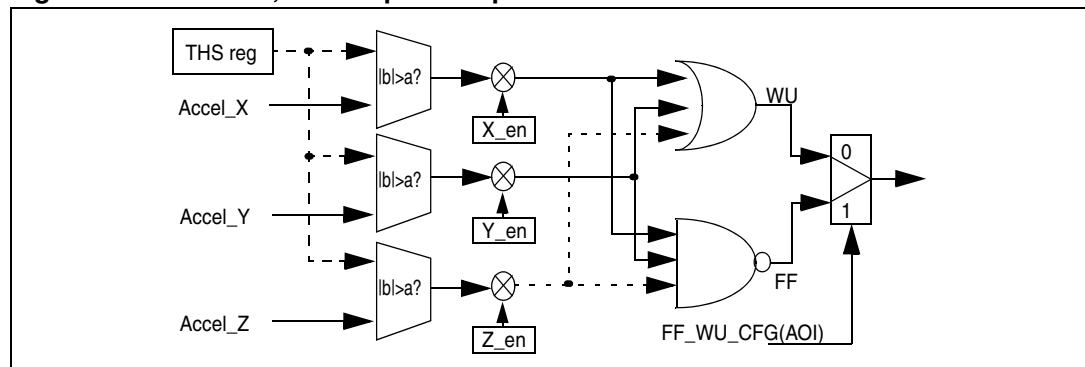 THS reg
|b|>a?
Accel_X
X_en
WU
0
|b|>a?
Accel_Y
Y_en
1
|b|>a?
FF
Accel_Z
Z_en
FF_WU_CFG(AOI)